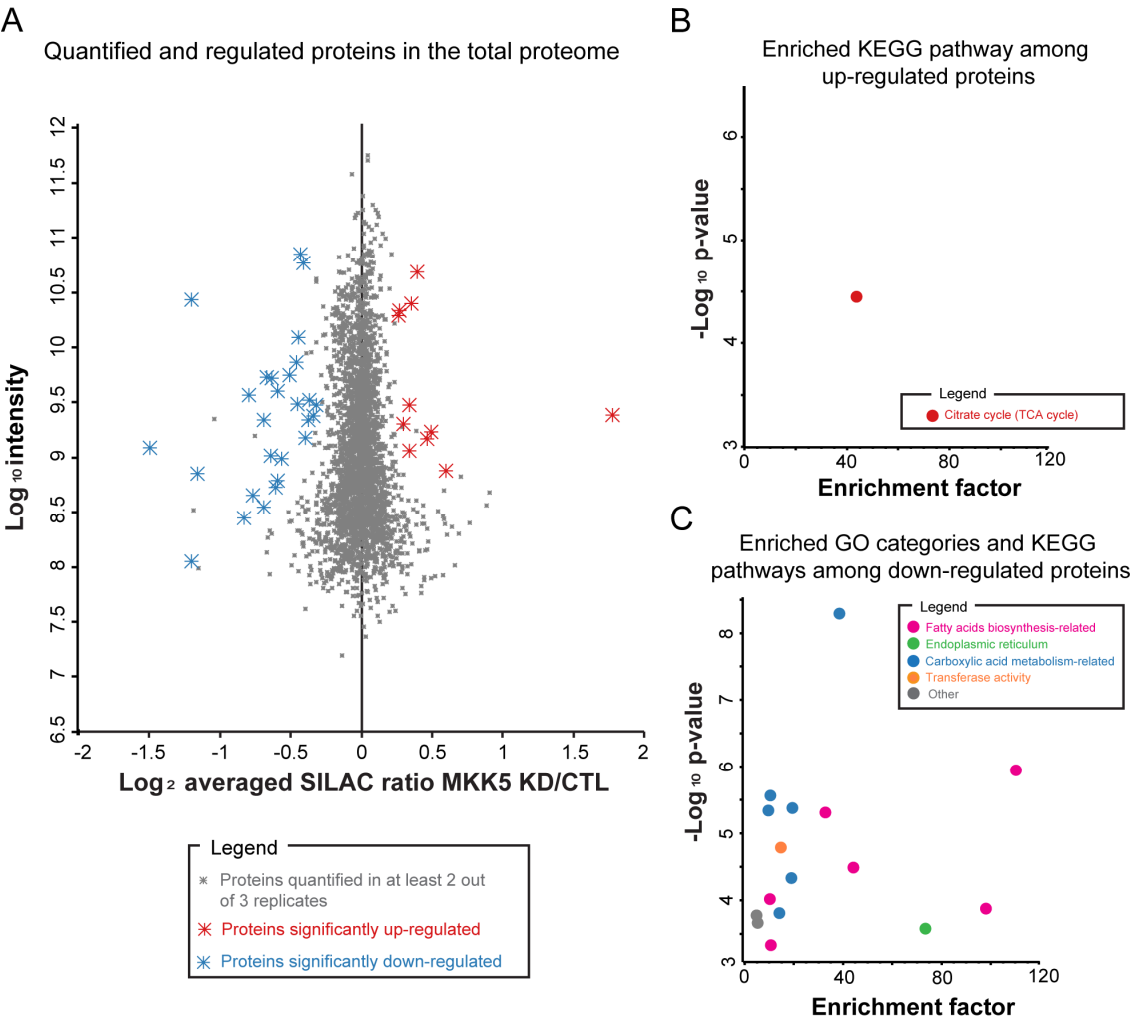 A
Quantified and regulated proteins in the total proteome
12
11.5
11
10.5
10
9.5
9
8.5
8
7.5
7
6.5
Log 10 intensity
-2
-1.5
-1
-0.5
0
0.5
1
1.5
2
Log 2 averaged SILAC ratio MKK5 KD/CTL
Legend
Proteins quantified in at least 2 out
of 3 replicates
Proteins significantly up-regulated
Proteins significantly down-regulated
B
Enriched KEGG pathway among
up-regulated proteins
6
5
4
3
-Log 10 p-value
0
40
80
120
Enrichment factor
Legend
Citrate cycle (TCA cycle)
C
Enriched GO categories and KEGG
pathways among down-regulated proteins
8
7
6
5
4
3
-Log 10 p-value
0
40
80
120
Enrichment factor
Legend
Fatty acids biosynthesis-related
Endoplasmic reticulum
Carboxylic acid metabolism-related
Transferase activity
Other